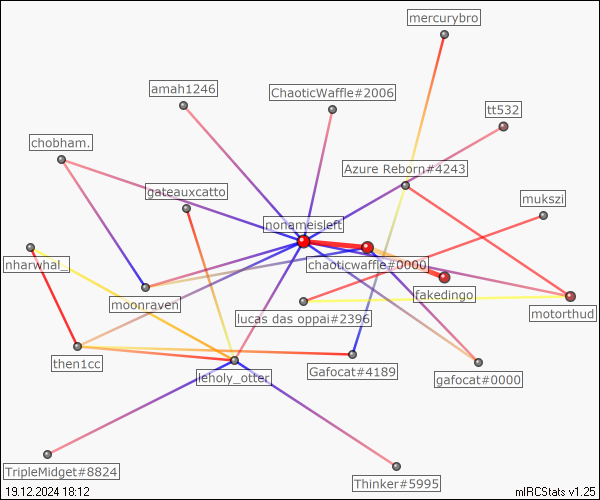 mercurybro
amah1246
ChaoticWaffle#2006
tt532
chobham.
Azure Reborn#4243
gateauxcatto
mukszi
nonameisleft
nharwhal_
chaoticwaffle#0000
fakedingo
moonraven
lucas das oppai#2396
motorthud
then1cc
Gafocat#4189
gafocat#0000
leholy_otter
TripleMidget#8824
Thinker#5995
19.12.2024 18:12
mIRCStats v1.25